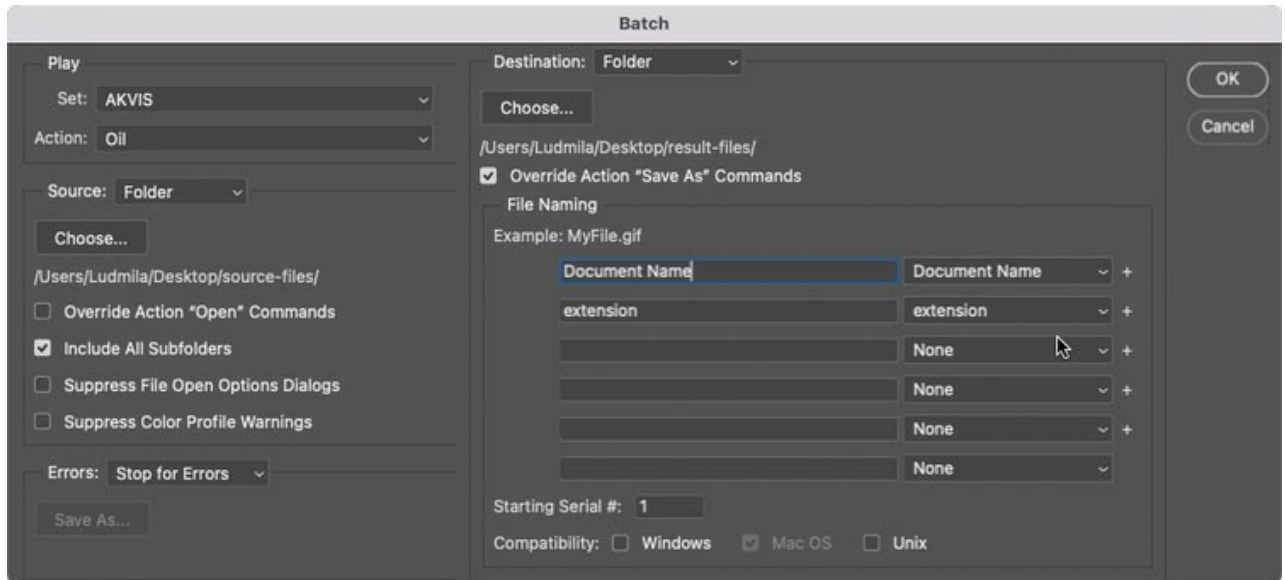 Batch
Play
Set: AKVIS
Action: Oil
Source: Folder
Choose...
/Users/Ludmila/Desktop/source-files/
Override Action "Open" Commands
Include All Subfolders
Suppress File Open Options Dialogs
Suppress Color Profile Warnings
Errors: Stop for Errors
Save As...
Destination: Folder
Choose...
/Users/Ludmila/Desktop/result-files/
Override Action "Save As" Commands
File Naming
Example: MyFile.gif
Document Name Document Name +
extension extension +
None +
None +
None +
None
Starting Serial #: 1
Compatibility: Windows Mac OS Unix
OK
Cancel